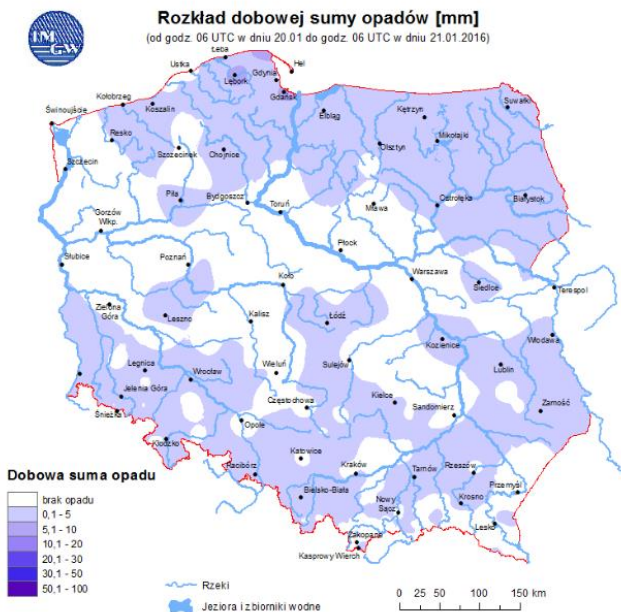 IM
GW
Rozkład dobowej sumy opadów [mm]
(od godz. 06 UTC w dniu 20.01 do godz. 06 UTC w dniu 21.01.2016)
Łeba
Hel
Ustka
Lębork
Gdynia
Gdańsk
Kołobrzeg
Koszalin
Świnoujście
Elbląg
Kętrzyn
Suwałki
Resko
Szczecinek
Chojnice
Olsztyn
Mikołajki
Szczecin
Piła
Bydgoszcz
Toruń
Mława
Ostrołęka
Białystok
Gorzów
Wlkp.
Płock
Słubice
Poznań
Koło
Warszawa
Siedlce
Terespol
Zielona
Góra
Leszno
Kalisz
Łódź
Kozienice
Włodawa
Legnica
Wrocław
Wieluń
Sulejów
Lublin
Jelenia Góra
Śnieżka
Częstochowa
Kielce
Sandomierz
Zamość
Kłodzko
Opole
Racibórz
Katowice
Kraków
Tarnów
Rzeszów
Przemyśl
Bielsko-Biała
Nowy
Sącz
Krosno
Lesko
Zakopane
Kasprowy Wierch
Dobowa suma opadu
brak opadu
0,1 - 5
5,1 - 10
10,1 - 20
20,1 - 30
30,1 - 50
50,1 - 100
Rzeki
Jeziora i zbiorniki wodne
0 25 50 100 150 km